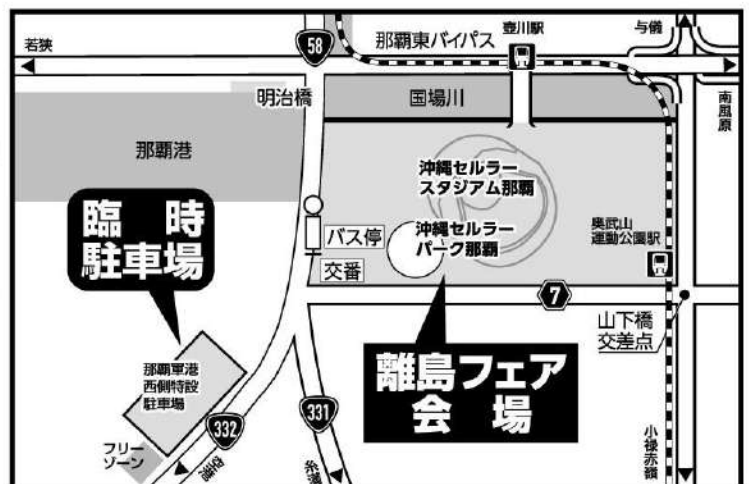 若狭
58
那覇東バイパス
壺川駅
与儀
南風原
明治橋
国場川
那覇港
沖縄セルラー
スタジアム那覇
臨時
駐車場
バス停
沖縄セルラー
パーク那覇
奥武山
運動公園駅
交番
7
山下橋
交差点
離島フェア
会場
那覇軍港
西側特設
駐車場
332
331
フリー
ゾーン
空港
糸満
小禄赤嶺